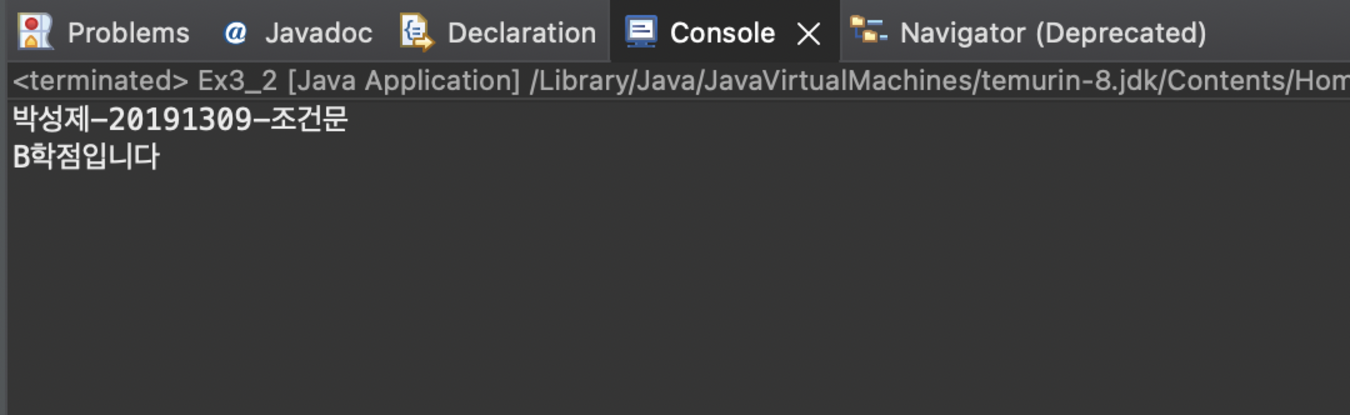 Problems @ Javadoc Declaration Console Navigator (Deprecated)
<terminated> Ex3_2 [Java Application] /Library/Java/JavaVirtualMachines/temurin-8.jdk/Contents/Hom
박성제-20191309-조건문
B학점입니다